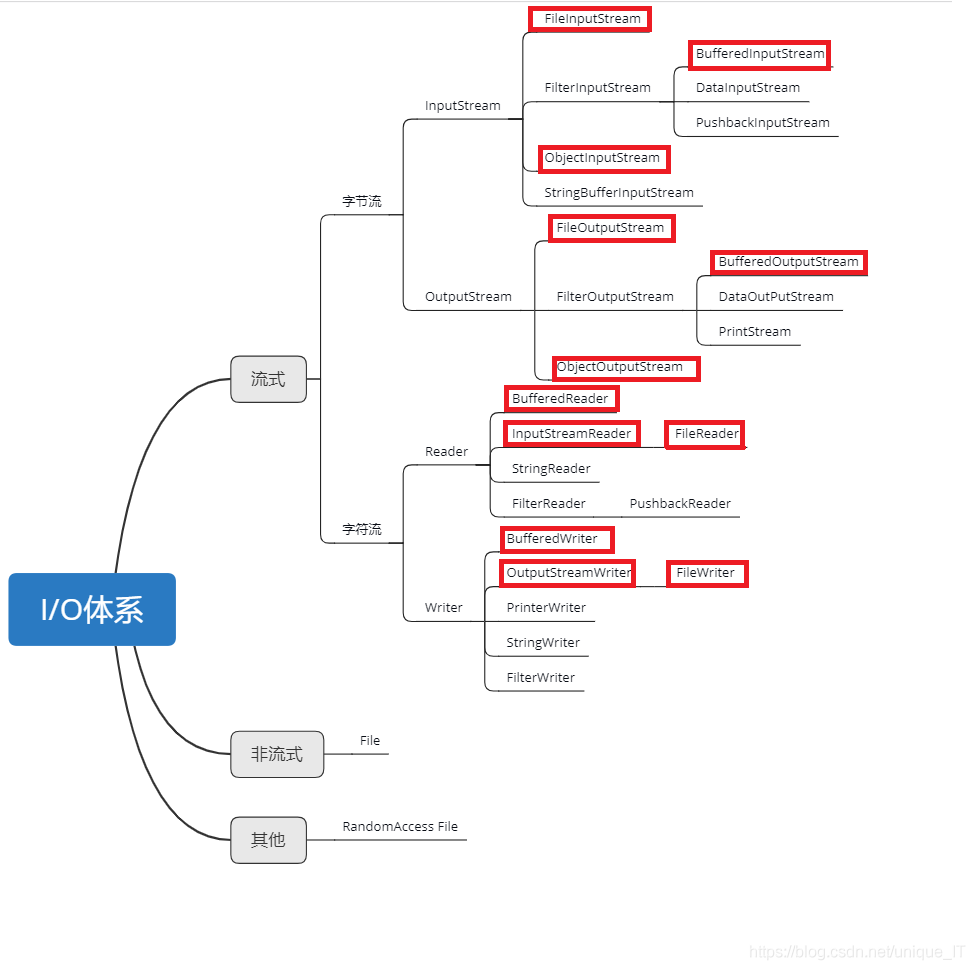 FileInputStream
BufferedInputStream
FilterInputStream
DataInputStream
InputStream
PushbackInputStream
ObjectInputStream
StringBufferInputStream
字节流
FileOutputStream
BufferedOutputStream
OutputStream
FilterOutputStream
DataOutPutStream
PrintStream
ObjectOutputStream
流式
BufferedReader
InputStreamReader
FileReader
Reader
StringReader
FilterReader
PushbackReader
字符流
BufferedWriter
OutputStreamWriter
FileWriter
Writer
PrinterWriter
I/O体系
StringWriter
FilterWriter
非流式
File
其他
RandomAccess File
https://blog.csdn.net/unique_IT